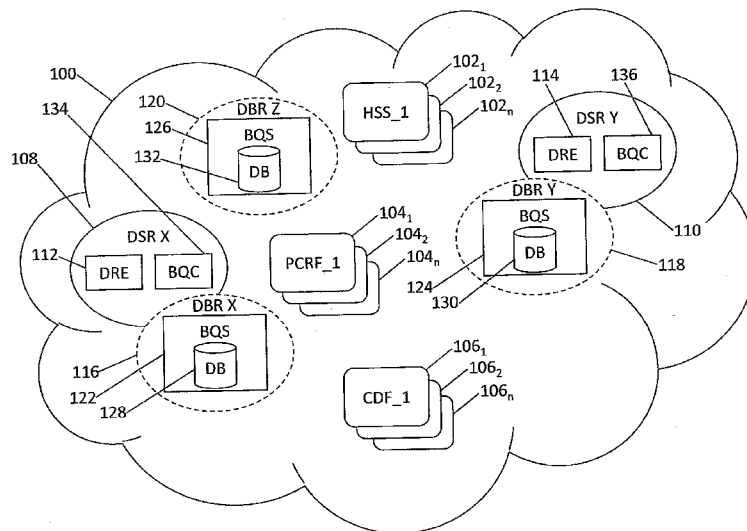 100
134
120
126
132
DBR Z
BQS
DB
HSS_1
102₁
102₂
102ₙ
114
136
DSR Y
DRE
BQC
108
112
DSR X
DRE
BQC
104₁
104₂
104ₙ
PCRF_1
DBR Y
BQS
DB
110
118
124
130
DBR X
BQS
DB
116
122
128
106₁
106₂
106ₙ
CDF_1